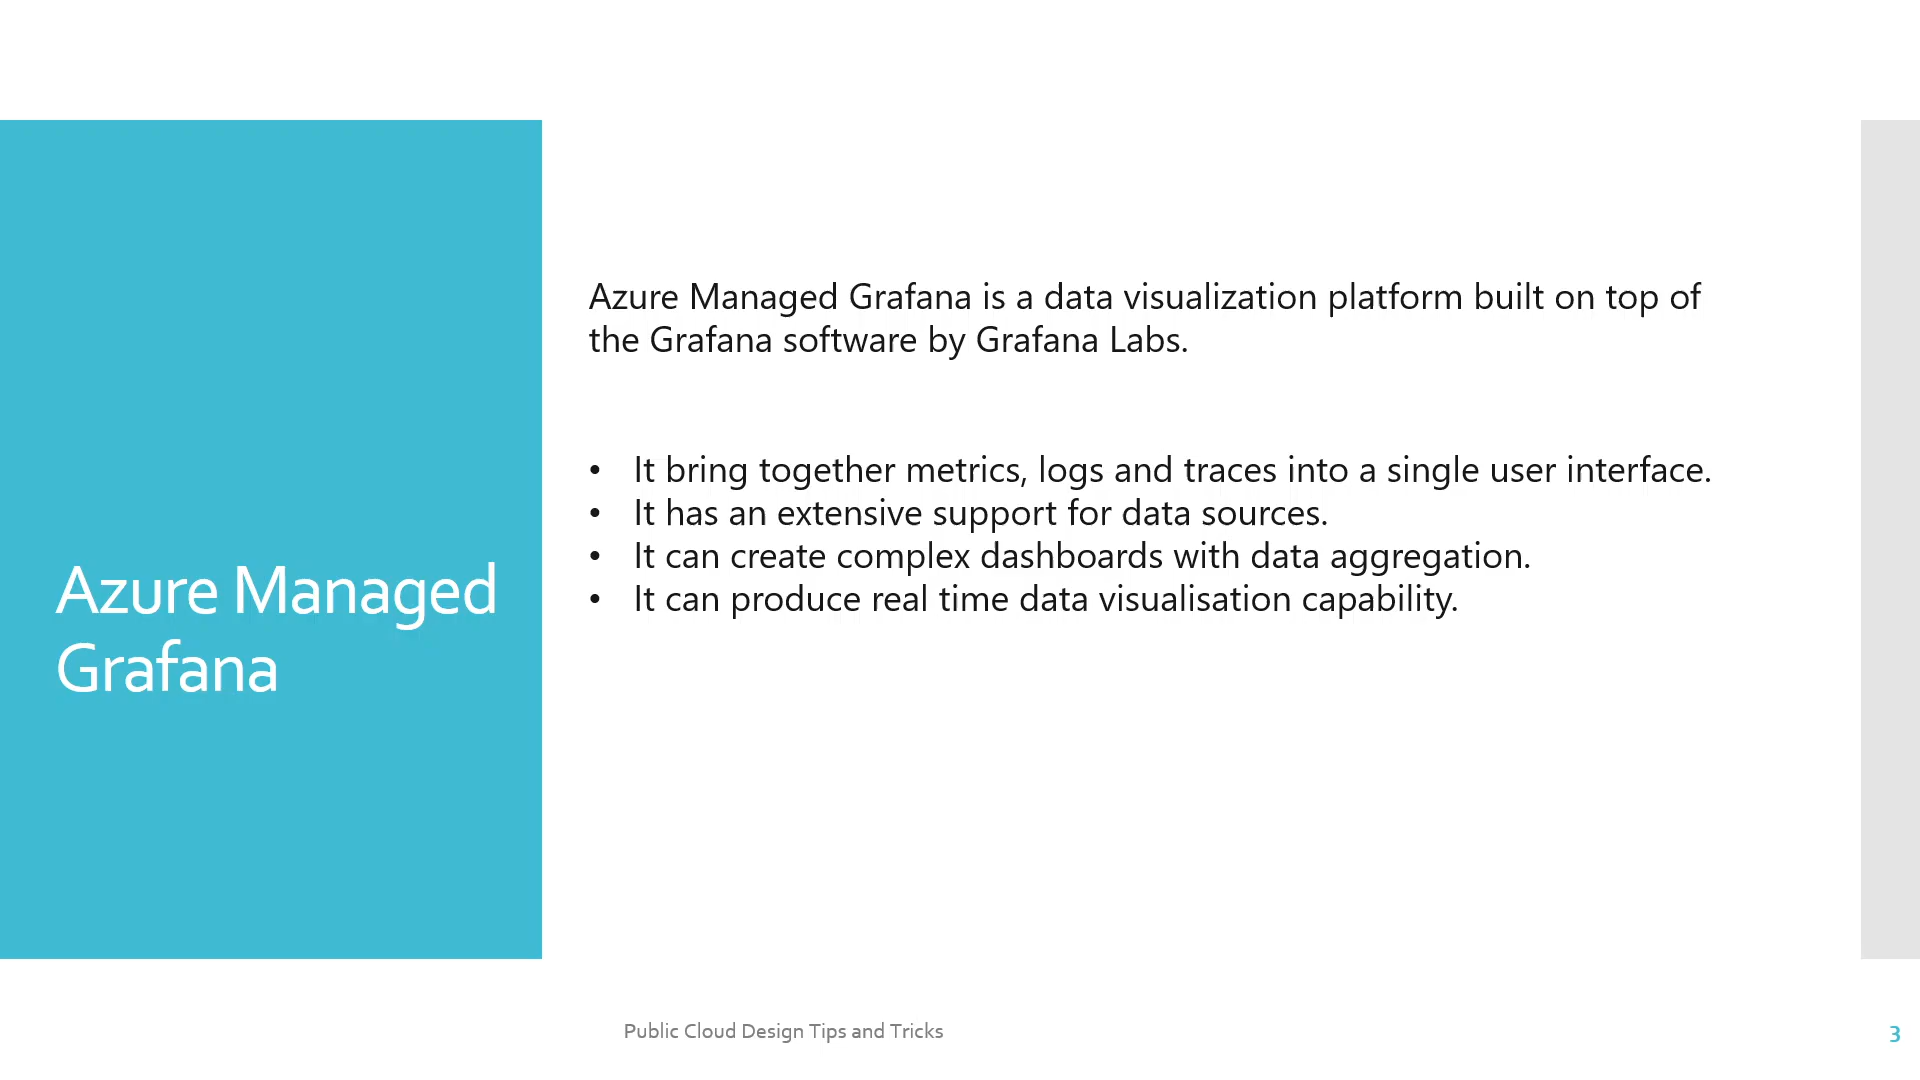 Azure Managed
Grafana
Azure Managed Grafana is a data visualization platform built on top of
the Grafana software by Grafana Labs.
• It bring together metrics, logs and traces into a single user interface.
• It has an extensive support for data sources.
• It can create complex dashboards with data aggregation.
• It can produce real time data visualisation capability.
Public Cloud Design Tips and Tricks
3